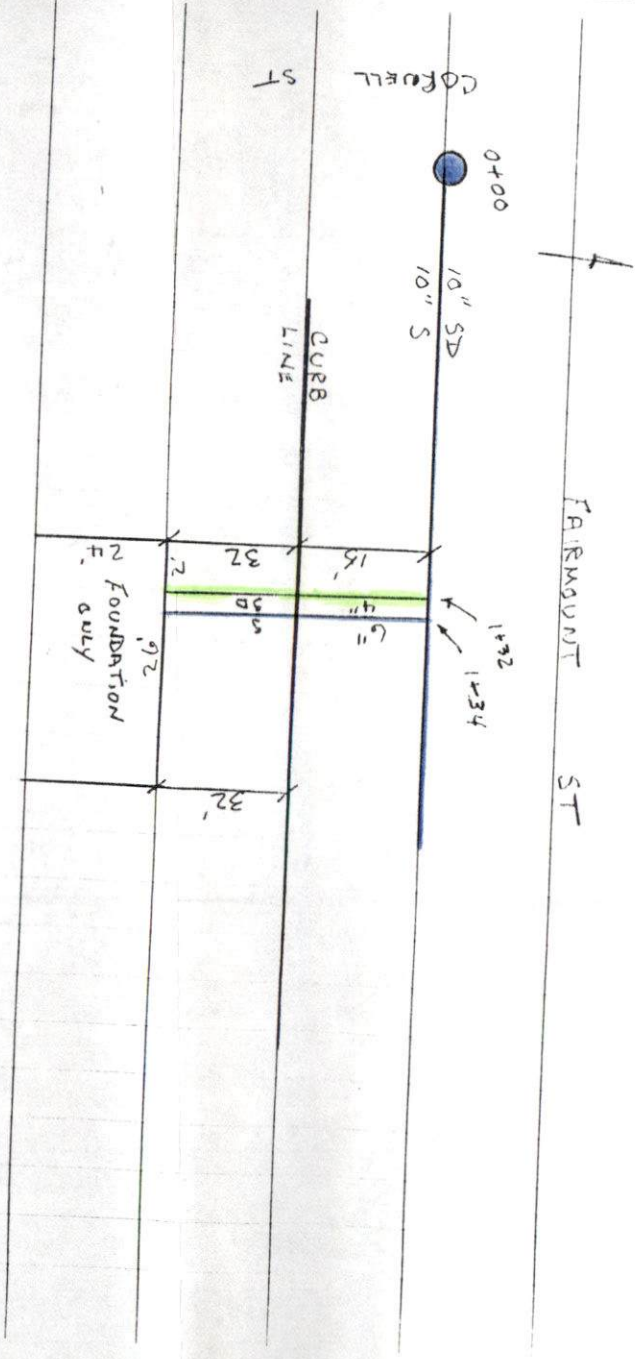 FAIRMOUNT ST
0+00
10" SD
10" S
CORWELL ST
CURB
LINE
1+32
1+34
15'
4"
6"
32
SD
S
2'
32'
24'
26'
FOUNDATION
ONLY